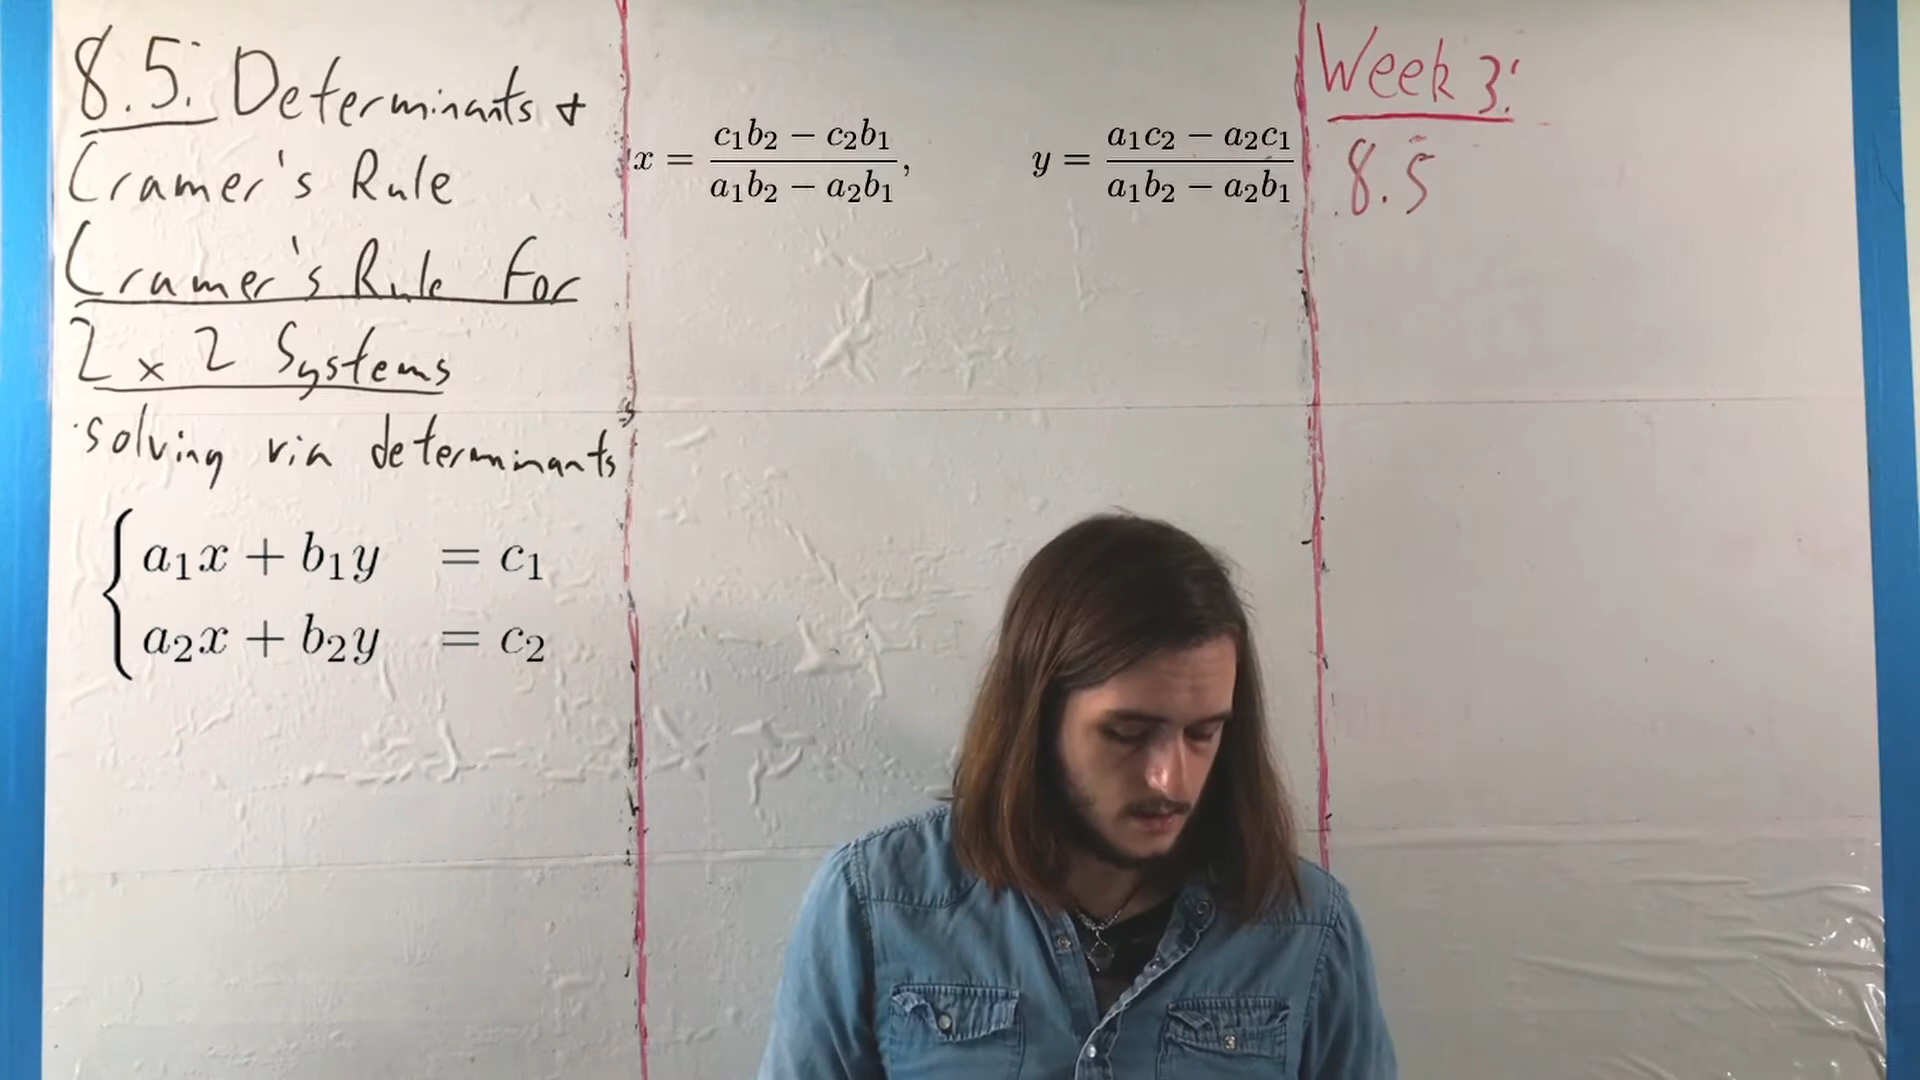 8.5: Determinants &
Cramer's Rule
Cramer's Rule For
2 x 2 Systems
·solving via determinants
a₁x + b₁y = c₁
a₂x + b₂y = c₂
x = (c₁b₂ − c₂b₁)/(a₁b₂ − a₂b₁), y = (a₁c₂ − a₂c₁)/(a₁b₂ − a₂b₁)
Week 3:
8.5